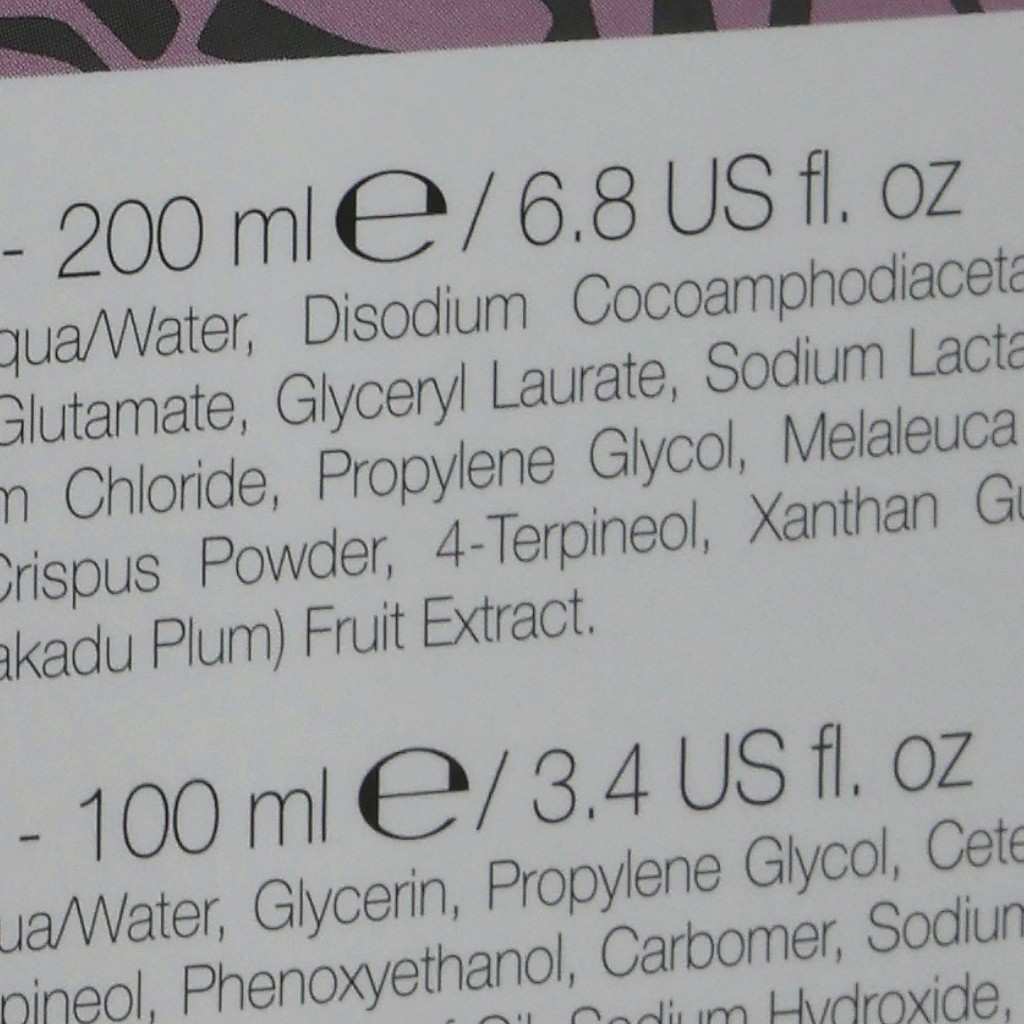 - 200 ml ℮ / 6.8 US fl. oz
qua/Water, Disodium Cocoamphodiaceta
Glutamate, Glyceryl Laurate, Sodium Lacta
m Chloride, Propylene Glycol, Melaleuca
Crispus Powder, 4-Terpineol, Xanthan Gu
akadu Plum) Fruit Extract.
- 100 ml ℮ / 3.4 US fl. oz
ua/Water, Glycerin, Propylene Glycol, Cete
pineol, Phenoxyethanol, Carbomer, Sodium
Oil, Sodium Hydroxide,